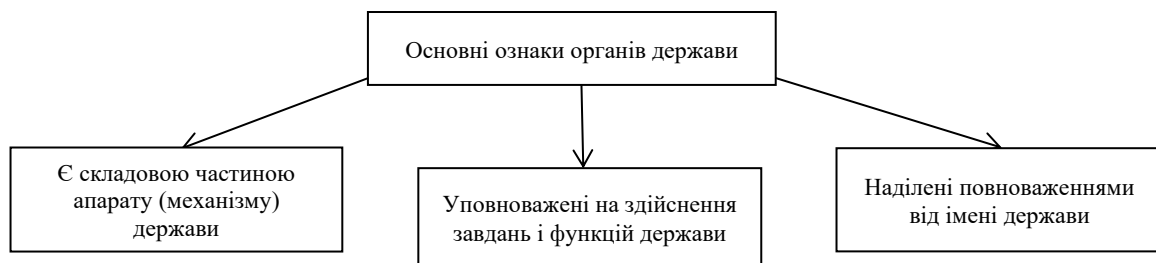 Основні ознаки органів держави
Є складовою частиною
апарату (механізму)
держави
Уповноважені на здійснення
завдань і функцій держави
Наділені повноваженнями
від імені держави